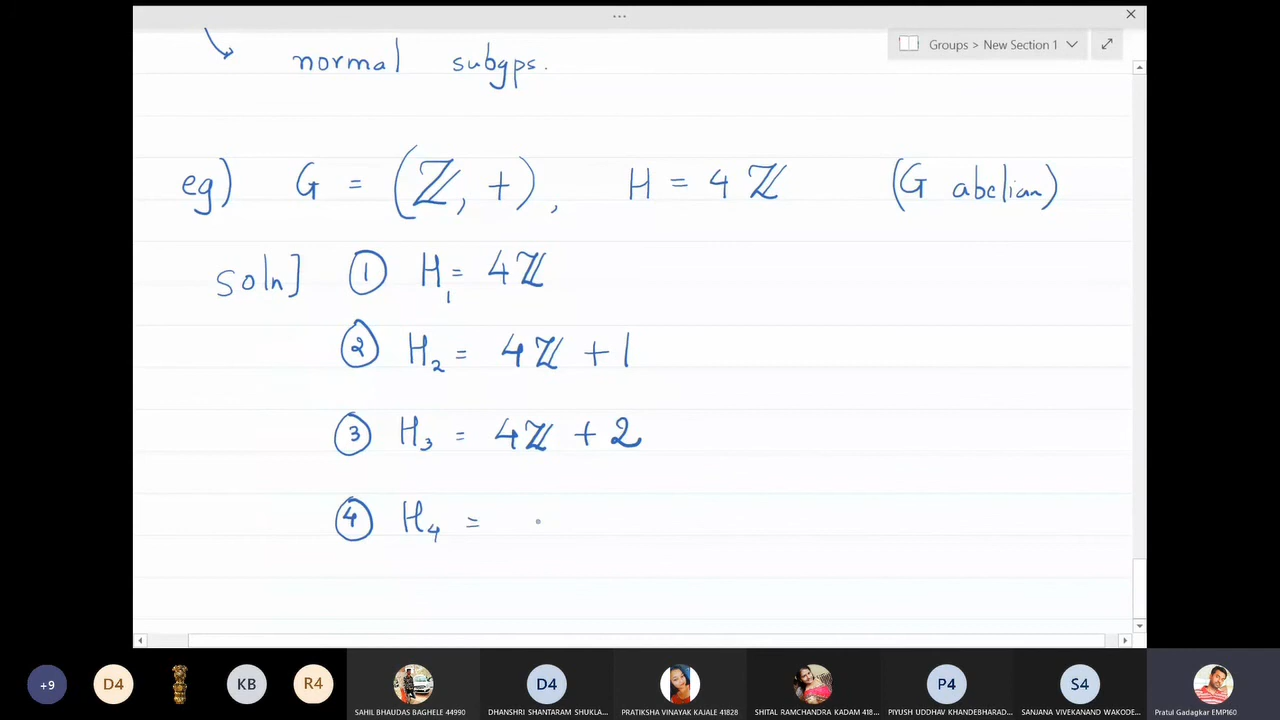 ...
Groups > New Section 1
normal subgps.
eg) G = (ℤ, +), H = 4ℤ (G abelian)
soln] ① H₁ = 4ℤ
② H₂ = 4ℤ + 1
③ H₃ = 4ℤ + 2
④ H₄ =
+9 D4 KB R4 D4 P4 S4
SAHIL BHAUDAS BAGHELE 44990 DHANSHRI SHANTARAM SHUKLA... PRATIKSHA VINAYAK KAJALE 41828 SHITAL RAMCHANDRA KADAM 418... PIYUSH UDDHAV KHANDEBHARAD... SANJANA VIVEKANAND WAKODE... Pratul Gadagkar EMP160